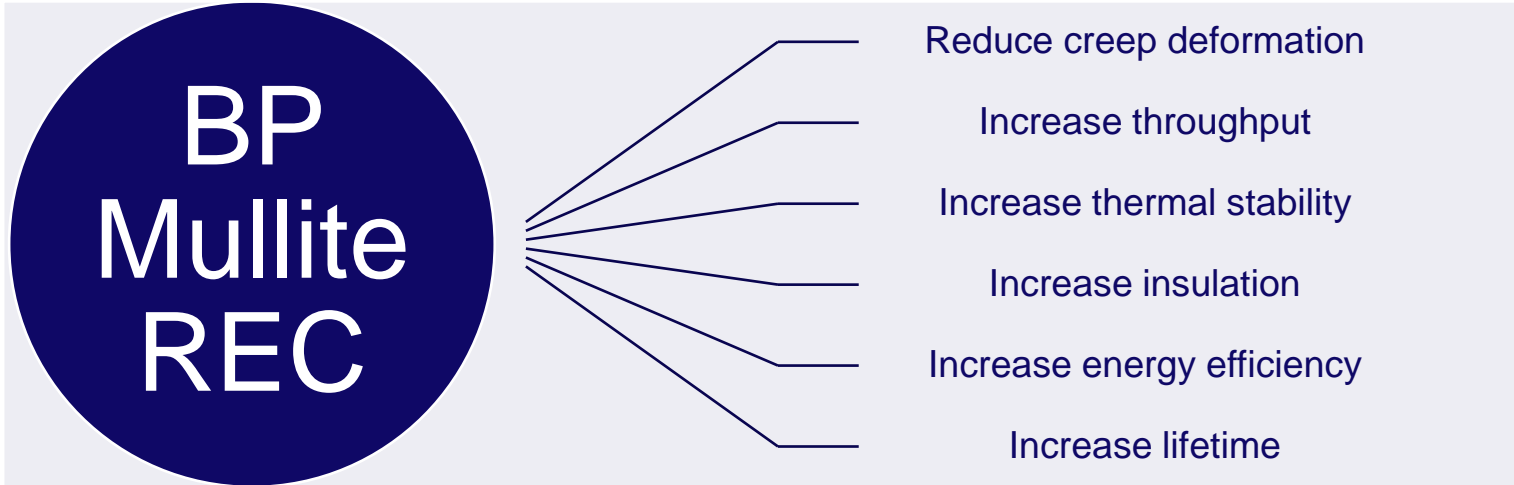 BP
Mullite
REC
Reduce creep deformation
Increase throughput
Increase thermal stability
Increase insulation
Increase energy efficiency
Increase lifetime